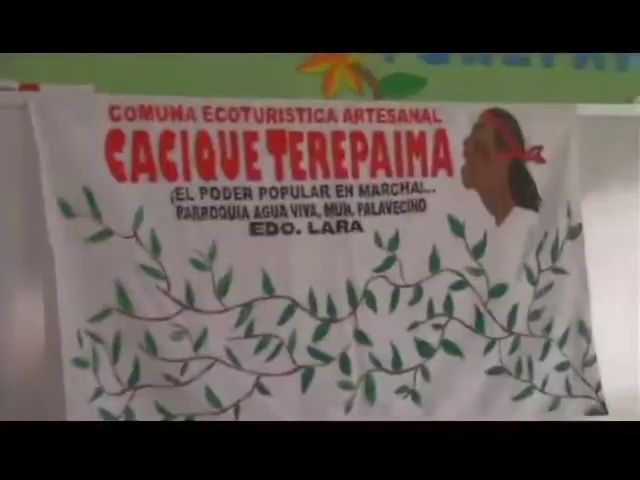 COMUNA ECOTURISTICA ARTESANAL
CACIQUE TEREPAIMA
¡EL PODER POPULAR EN MARCHA!...
PARROQUIA AGUA VIVA, MUN. PALAVECINO
EDO. LARA